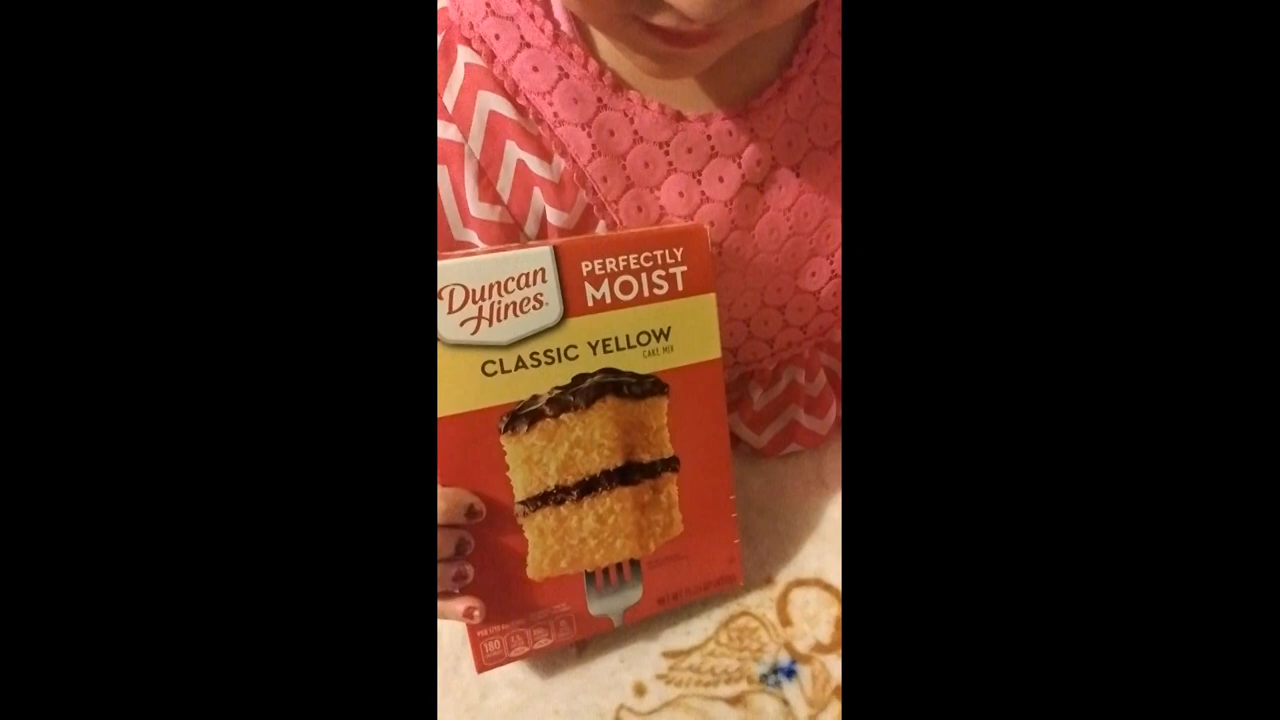 Duncan
Hines
PERFECTLY
MOIST
CLASSIC YELLOW
CAKE MIX
180